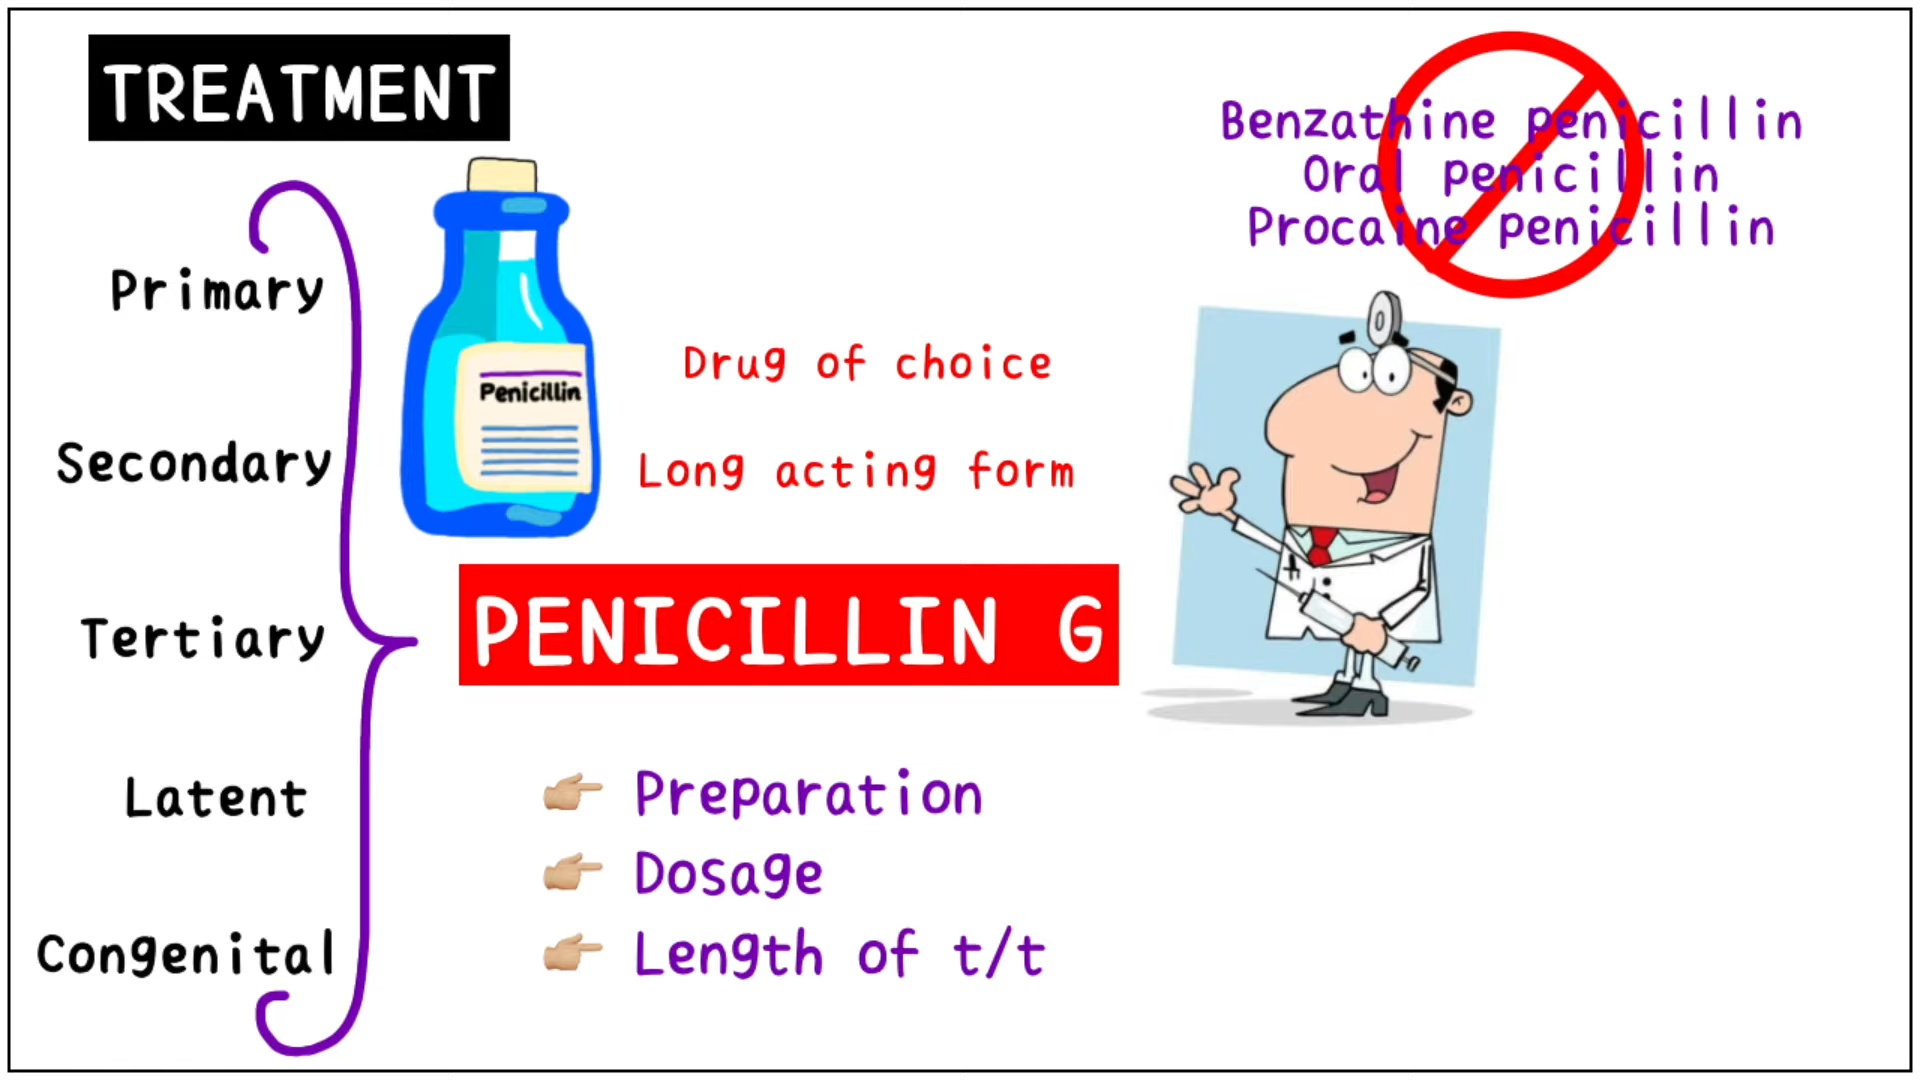 TREATMENT
Benzathine penicillin
Oral penicillin
Procaine penicillin
Primary
Secondary
Tertiary
Latent
Congenital
Penicillin
Drug of choice
Long acting form
PENICILLIN G
Preparation
Dosage
Length of t/t